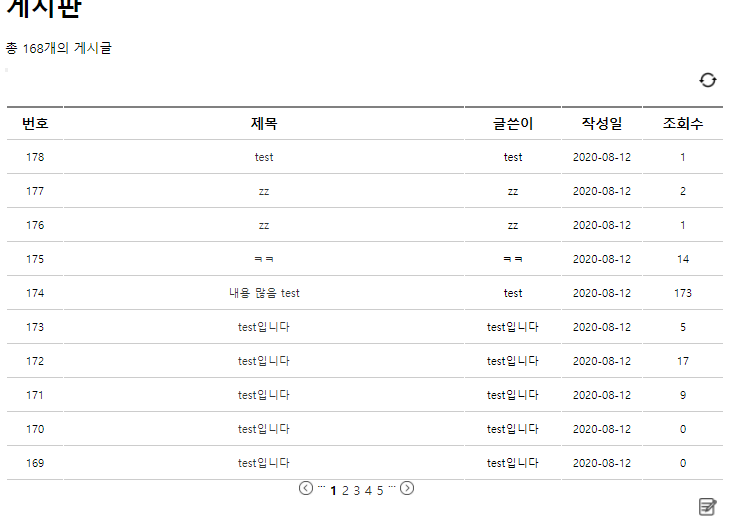 게시판
총 168개의 게시글
번호 제목 글쓴이 작성일 조회수
178 test test 2020-08-12 1
177 zz zz 2020-08-12 2
176 zz zz 2020-08-12 1
175 ㅋㅋ ㅋㅋ 2020-08-12 14
174 내용 많음 test test 2020-08-12 173
173 test입니다 test입니다 2020-08-12 5
172 test입니다 test입니다 2020-08-12 17
171 test입니다 test입니다 2020-08-12 9
170 test입니다 test입니다 2020-08-12 0
169 test입니다 test입니다 2020-08-12 0
... 1 2 3 4 5 ...